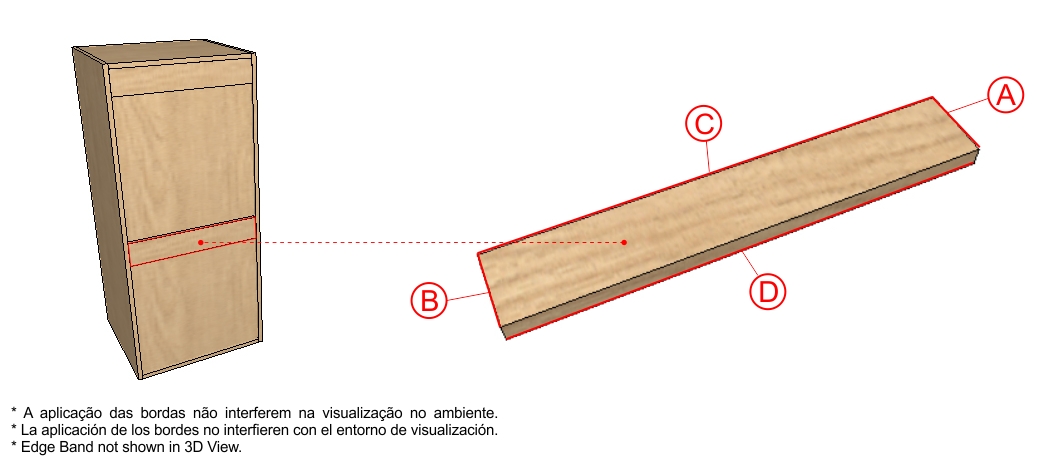 A
C
B
D
* A aplicação das bordas não interferem na visualização no ambiente.
* La aplicación de los bordes no interfieren con el entorno de visualización.
* Edge Band not shown in 3D View.